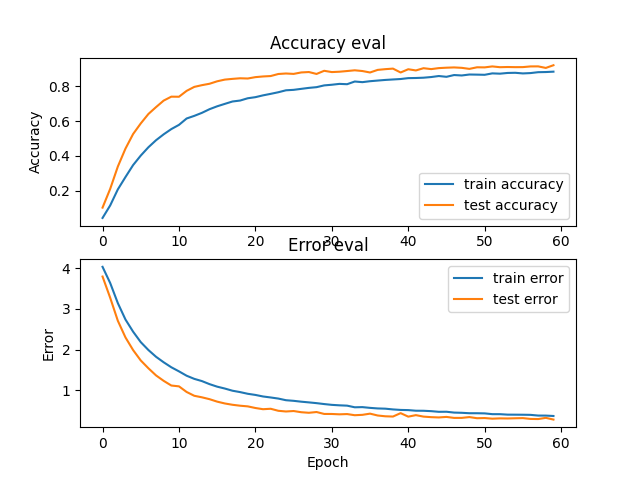 Accuracy eval
Accuracy
0.8
0.6
0.4
0.2
train accuracy
test accuracy
0 10 20 30 40 50 60
Error eval
Error
4
3
2
1
train error
test error
0 10 20 30 40 50 60
Epoch